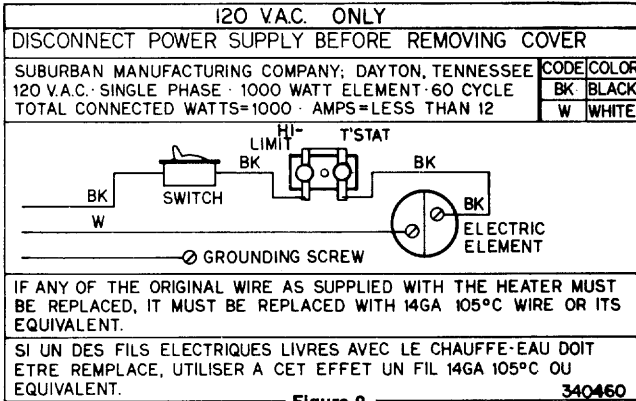 120 V.A.C. ONLY
DISCONNECT POWER SUPPLY BEFORE REMOVING COVER
SUBURBAN MANUFACTURING COMPANY; DAYTON, TENNESSEE
120 V.A.C. · SINGLE PHASE · 1000 WATT ELEMENT · 60 CYCLE
TOTAL CONNECTED WATTS=1000 · AMPS=LESS THAN 12
CODE COLOR
BK BLACK
W WHITE
HI-
LIMIT
T'STAT
BK
BK
BK
SWITCH
BK
W
ELECTRIC
ELEMENT
GROUNDING SCREW
IF ANY OF THE ORIGINAL WIRE AS SUPPLIED WITH THE HEATER MUST
BE REPLACED, IT MUST BE REPLACED WITH 14GA 105°C WIRE OR ITS
EQUIVALENT.
SI UN DES FILS ELECTRIQUES LIVRES AVEC LE CHAUFFE-EAU DOIT
ETRE REMPLACE, UTILISER A CET EFFET UN FIL 14GA 105°C OU
EQUIVALENT.
340460